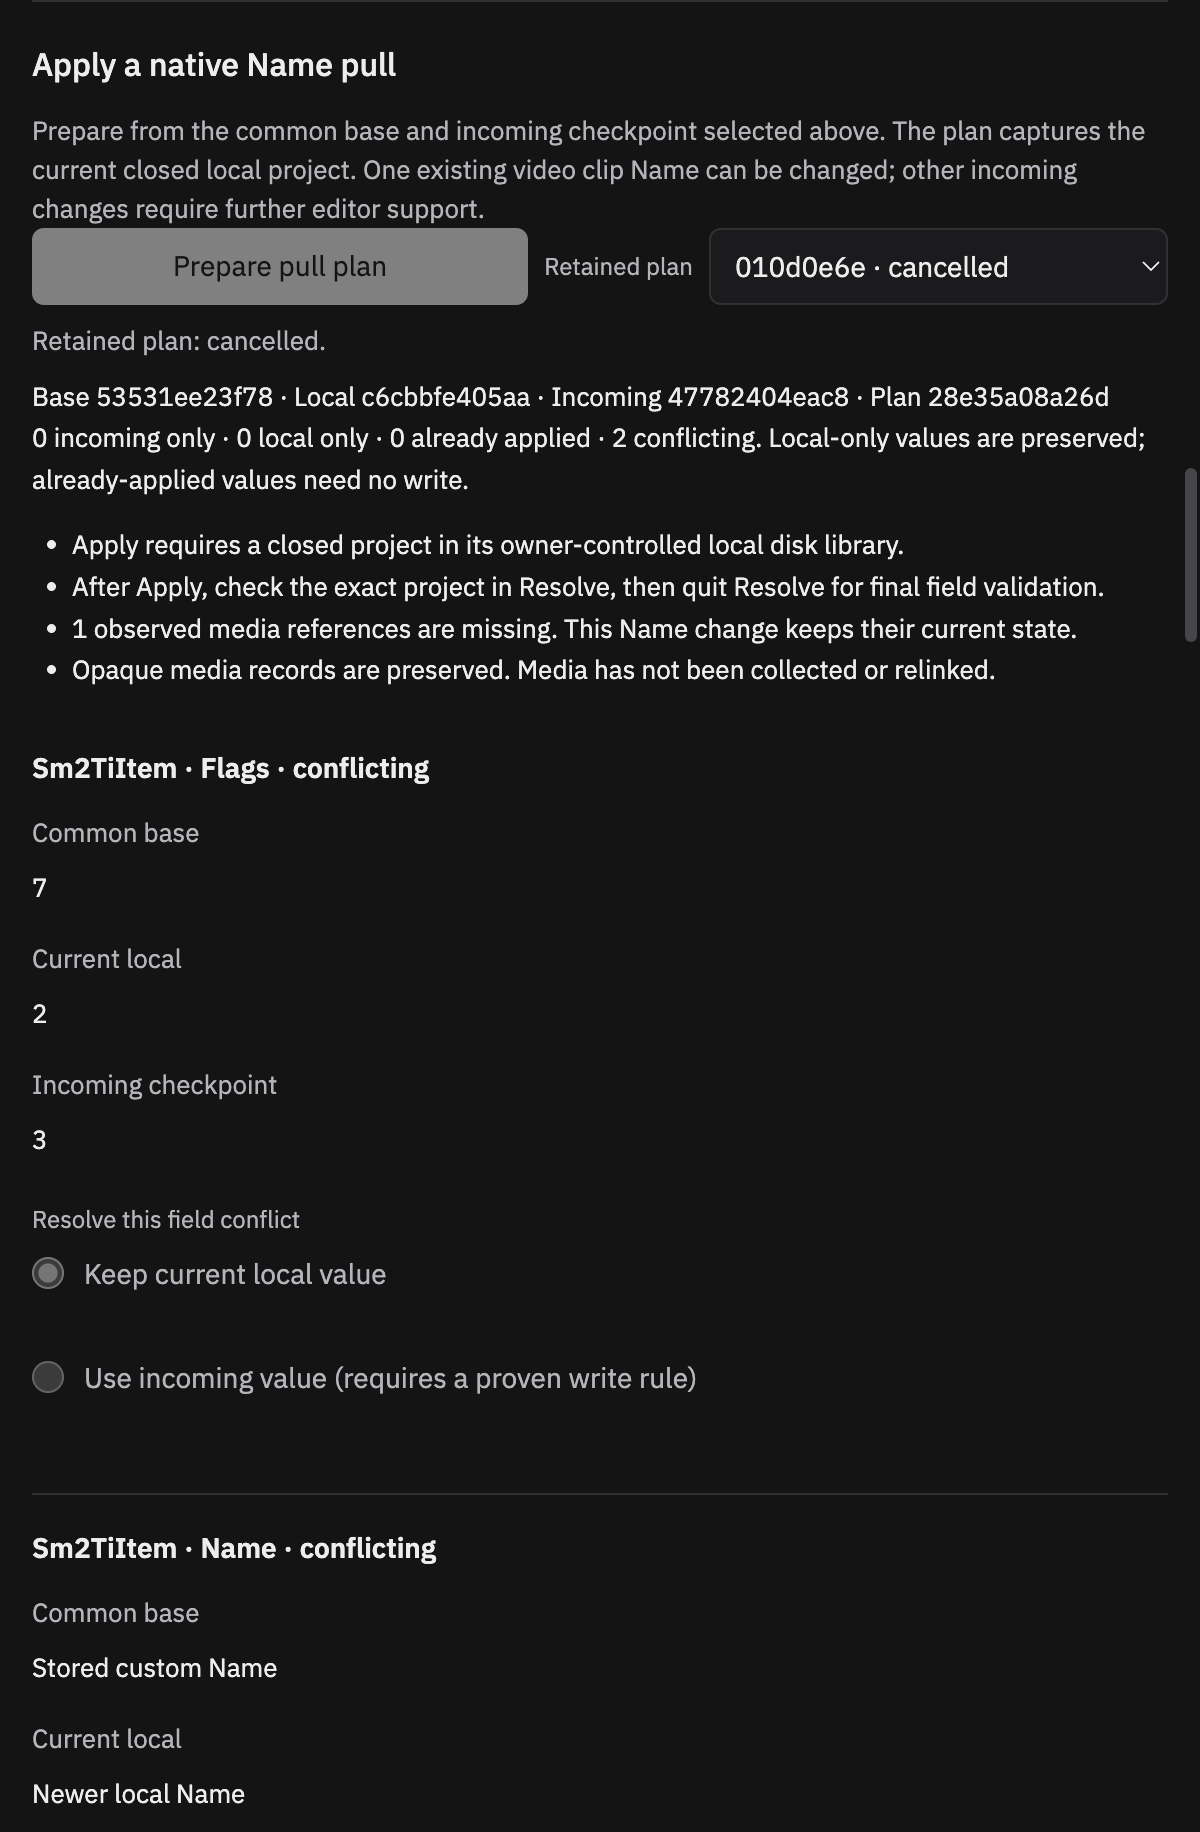 Apply a native Name pull
Prepare from the common base and incoming checkpoint selected above. The plan captures the
current closed local project. One existing video clip Name can be changed; other incoming
changes require further editor support.
Prepare pull plan
Retained plan
010d0e6e · cancelled
Retained plan: cancelled.
Base 53531ee23f78 · Local c6cbbfe405aa · Incoming 47782404eac8 · Plan 28e35a08a26d
0 incoming only · 0 local only · 0 already applied · 2 conflicting. Local-only values are preserved;
already-applied values need no write.
• Apply requires a closed project in its owner-controlled local disk library.
• After Apply, check the exact project in Resolve, then quit Resolve for final field validation.
• 1 observed media references are missing. This Name change keeps their current state.
• Opaque media records are preserved. Media has not been collected or relinked.
Sm2TiItem · Flags · conflicting
Common base
7
Current local
2
Incoming checkpoint
3
Resolve this field conflict
Keep current local value
Use incoming value (requires a proven write rule)
Sm2TiItem · Name · conflicting
Common base
Stored custom Name
Current local
Newer local Name